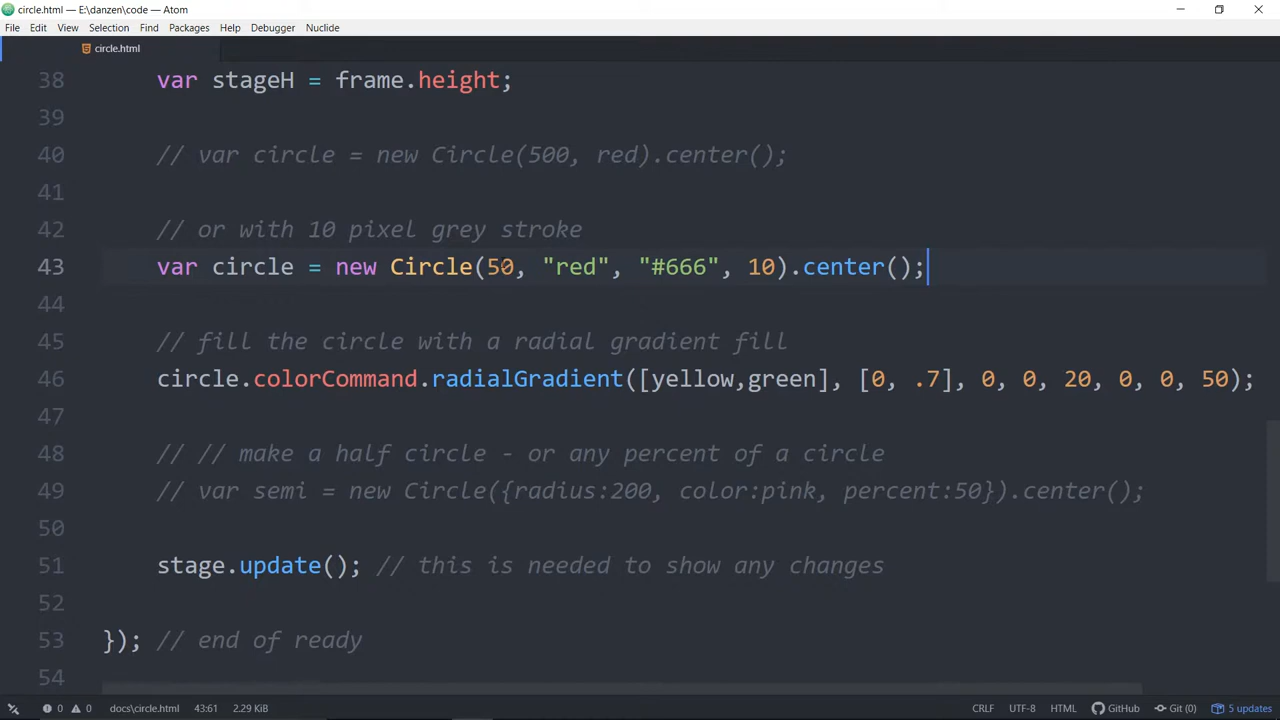 circle.html — E:\danzen\code — Atom
File Edit View Selection Find Packages Help Debugger Nuclide
circle.html
38 var stageH = frame.height;
39
40 // var circle = new Circle(500, red).center();
41
42 // or with 10 pixel grey stroke
43 var circle = new Circle(50, "red", "#666", 10).center();
44
45 // fill the circle with a radial gradient fill
46 circle.colorCommand.radialGradient([yellow,green], [0, .7], 0, 0, 20, 0, 0, 50);
47
48 // // make a half circle - or any percent of a circle
49 // var semi = new Circle({radius:200, color:pink, percent:50}).center();
50
51 stage.update(); // this is needed to show any changes
52
53 }); // end of ready
54
0 0 docs\circle.html 43:61 2.29 KiB CRLF UTF-8 HTML GitHub Git (0) 5 updates